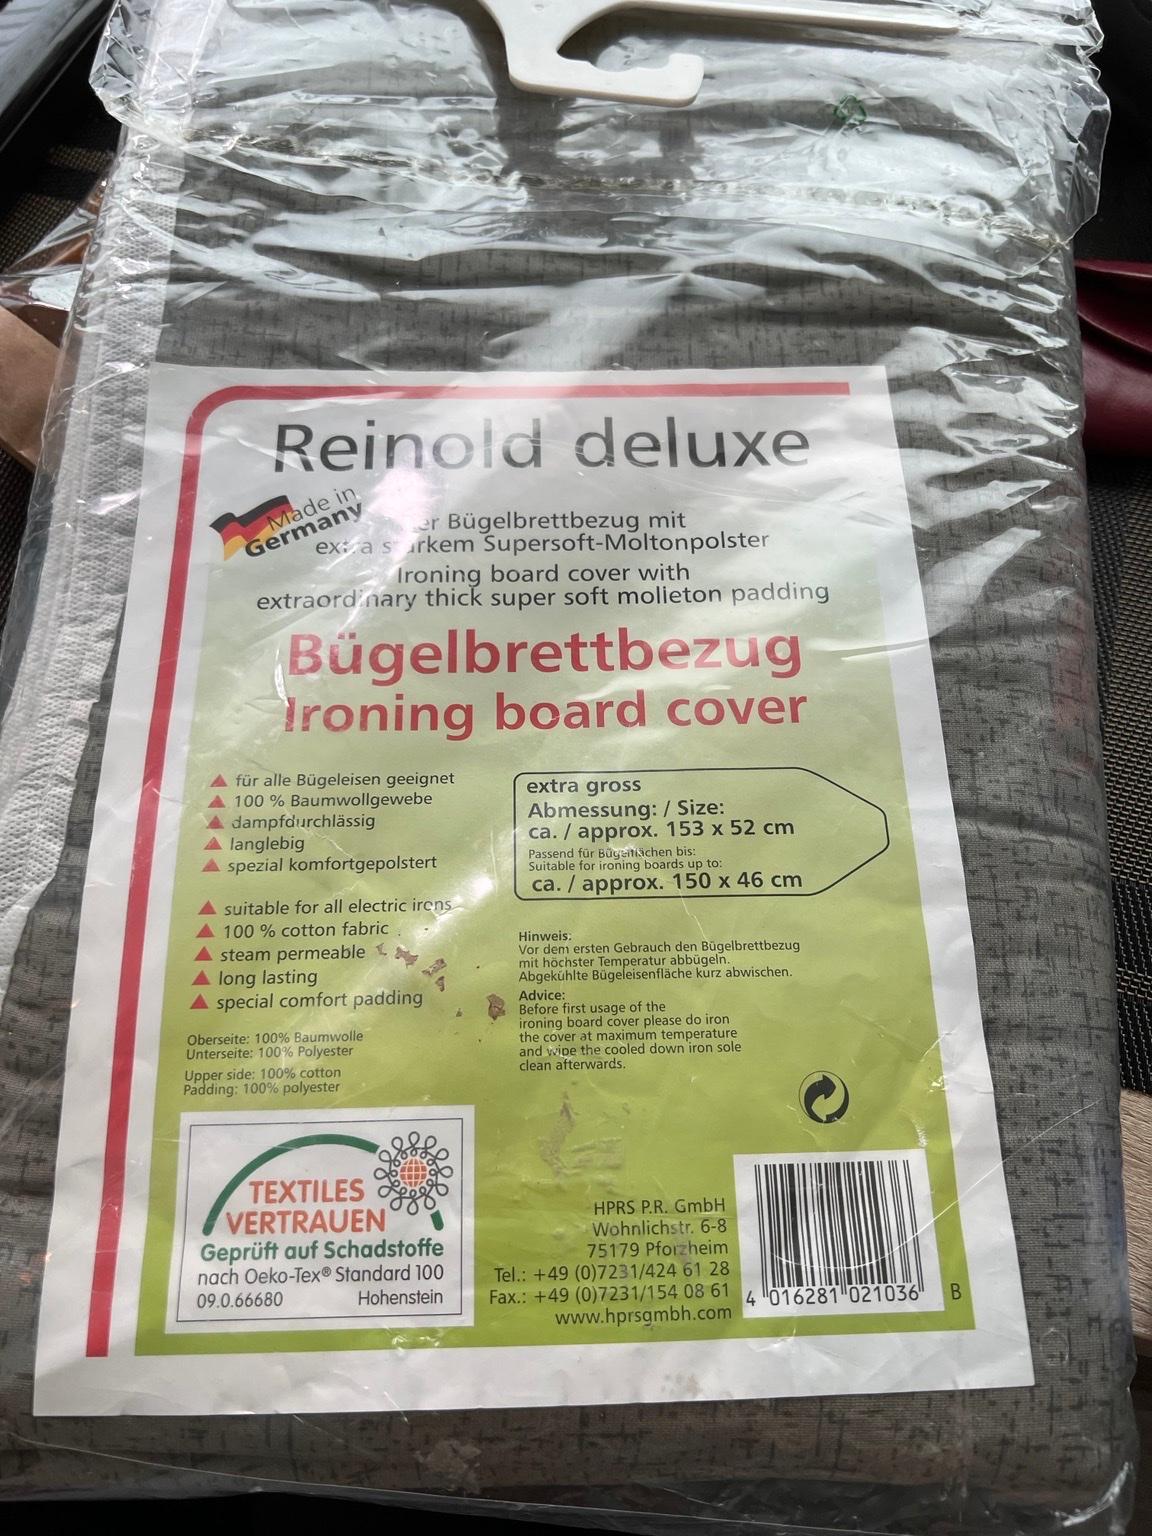 Reinold deluxe
Made in
Germany
Bügelbrettbezug mit
extra starkem Supersoft-Moltonpolster
Ironing board cover with
extraordinary thick super soft molleton padding
Bügelbrettbezug
Ironing board cover
für alle Bügeleisen geeignet
100 % Baumwollgewebe
dampfdurchlässig
langlebig
spezial komfortgepolstert
suitable for all electric irons
100 % cotton fabric
steam permeable
long lasting
special comfort padding
Oberseite: 100% Baumwolle
Unterseite: 100% Polyester
Upper side: 100% cotton
Padding: 100% polyester
extra gross
Abmessung: / Size:
ca. / approx. 153 x 52 cm
Passend für Bügelflächen bis:
Suitable for ironing boards up to:
ca. / approx. 150 x 46 cm
Hinweis:
Vor dem ersten Gebrauch den Bügelbrettbezug
mit höchster Temperatur abbügeln.
Abgekühlte Bügeleisenfläche kurz abwischen.
Advice:
Before first usage of the
ironing board cover please do iron
the cover at maximum temperature
and wipe the cooled down iron sole
clean afterwards.
TEXTILES
VERTRAUEN
Geprüft auf Schadstoffe
nach Oeko-Tex® Standard 100
09.0.66680 Hohenstein
HPRS P.R. GmbH
Wohnlichstr. 6-8
75179 Pforzheim
Tel.: +49 (0)7231/424 61 28
Fax.: +49 (0)7231/154 08 61
www.hprsgmbh.com
4 016281 021036
B